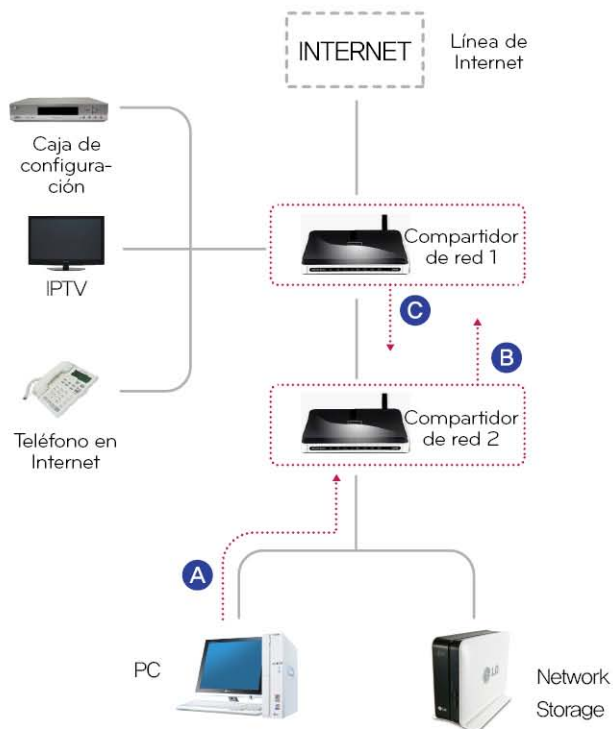 INTERNET
Línea de
Internet
Caja de
configura-
ción
IPTV
Teléfono en
Internet
Compartidor
de red 1
C
B
Compartidor
de red 2
A
PC
LG
Network
Storage